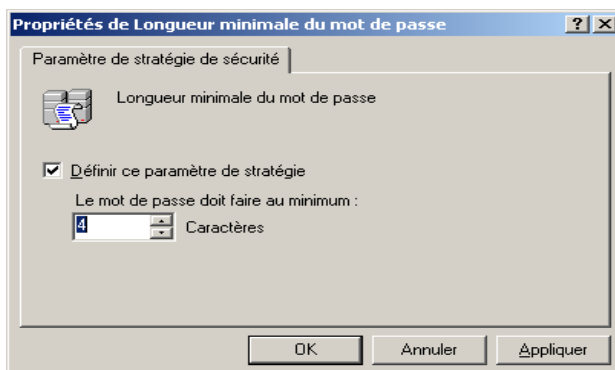 Propriétés de Longueur minimale du mot de passe
Paramètre de stratégie de sécurité
Longueur minimale du mot de passe
Définir ce paramètre de stratégie
Le mot de passe doit faire au minimum :
4 Caractères
OK Annuler Appliquer